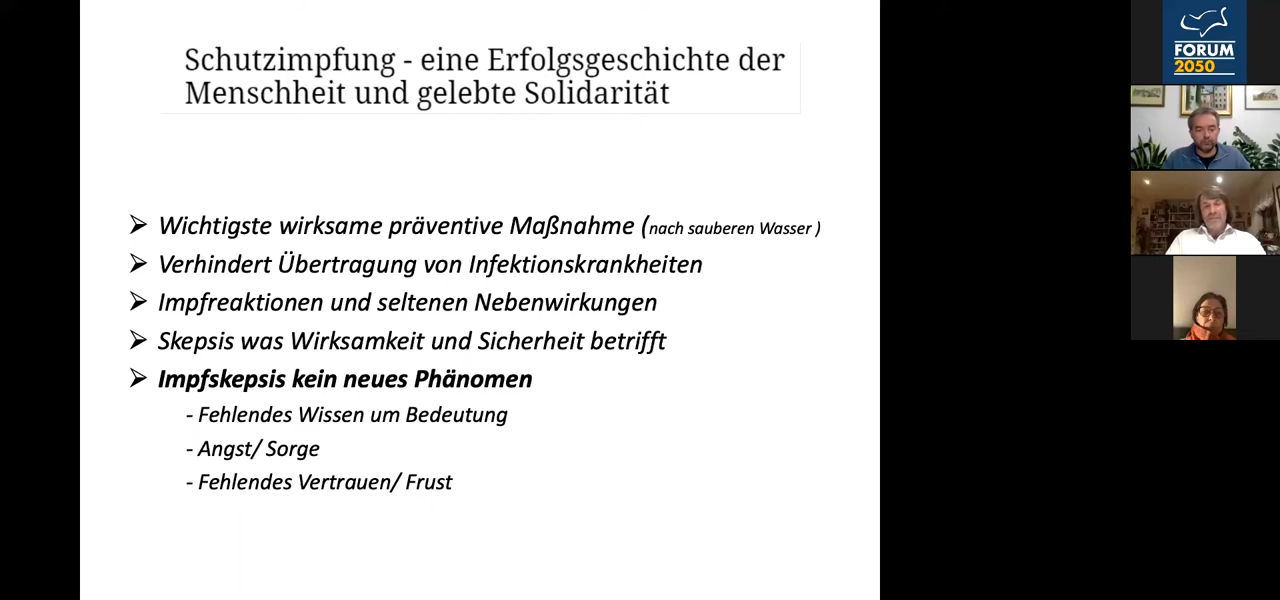 Schutzimpfung - eine Erfolgsgeschichte der
Menschheit und gelebte Solidarität
Wichtigste wirksame präventive Maßnahme (nach sauberen Wasser )
Verhindert Übertragung von Infektionskrankheiten
Impfreaktionen und seltenen Nebenwirkungen
Skepsis was Wirksamkeit und Sicherheit betrifft
Impfskepsis kein neues Phänomen
- Fehlendes Wissen um Bedeutung
- Angst/ Sorge
- Fehlendes Vertrauen/ Frust
FORUM
2050